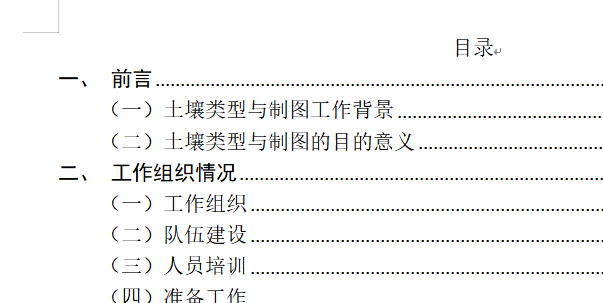 目录
一、 前言
（一）土壤类型与制图工作背景
（二）土壤类型与制图的目的意义
二、 工作组织情况
（一）工作组织
（二）队伍建设
（三）人员培训
（四）准备工作